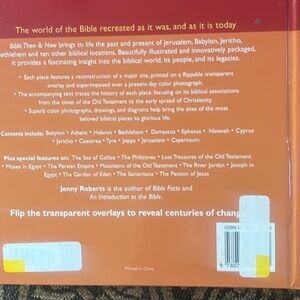 The world of the Bible recreated as it was, and as it is today
Bible Then & Now brings to life the past and present of Jerusalem, Babylon, Jericho,
Bethlehem and ten other biblical locations. Beautifully illustrated and innovatively packaged,
it provides a fascinating insight into the biblical world, its people, and its legacies.
• Each place features a reconstruction of a major site, printed on a flippable transparent
overlay and superimposed over a present-day color photograph.
• The accompanying text traces the history of each place, focusing on its biblical associations
from the times of the Old Testament to the early spread of Christianity.
• Superb color photographs, drawings, and diagrams help bring the sites of the most
beloved biblical places to glorious life.
Contents include: Babylon • Athens • Hebron • Bethlehem • Damascus • Ephesus • Nineveh • Cyprus
• Jericho • Caesarea • Tyre • Joppa • Jerusalem • Capernaum
Plus special features on: The Sea of Galilee • The Philistines • Lost Treasures of the Old Testament
• Moses in Egypt • The Persian Empire • Mountains of the Old Testament • The River Jordan • Joseph in
Egypt • The Garden of Eden • The Samaritans • The Passion of Jesus
Jenny Roberts is the author of Bible Facts and
An Introduction to the Bible.
Flip the transparent overlays to reveal centuries of chang
ISBN
9 780
Printed in China